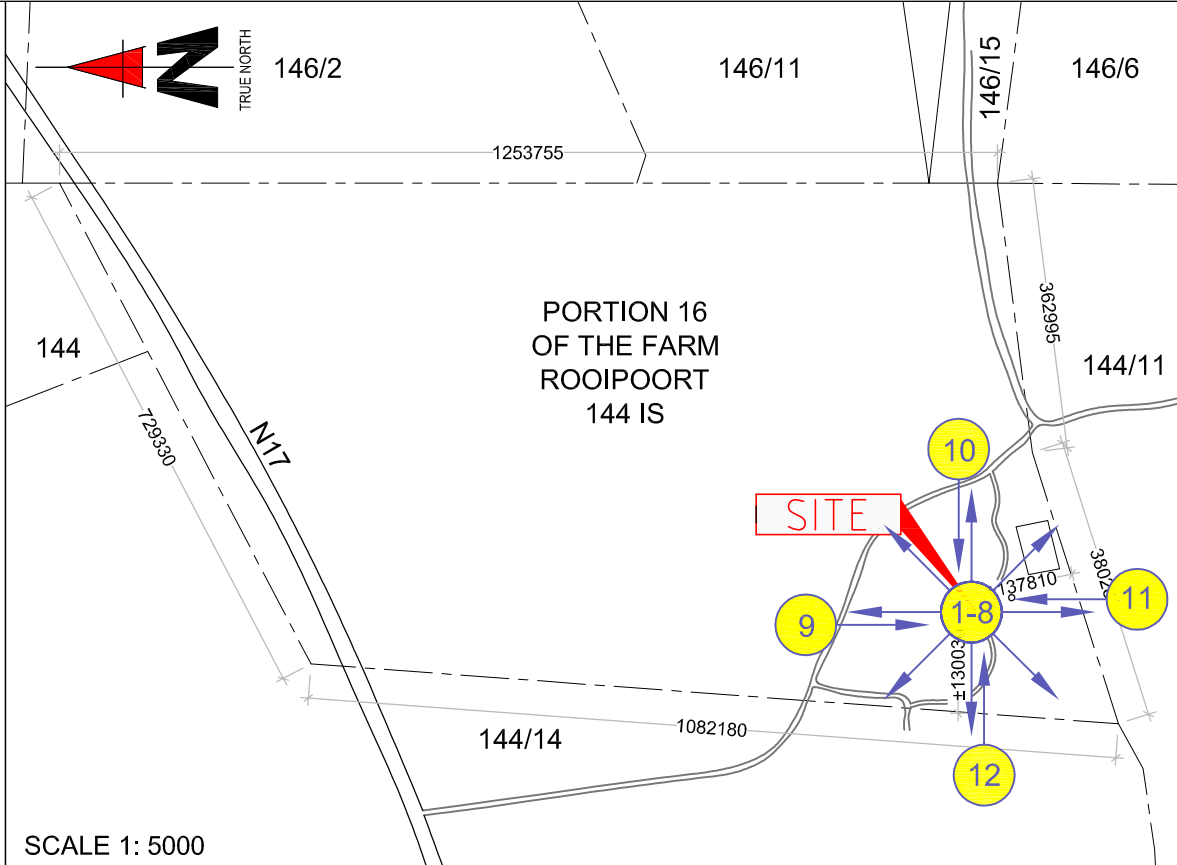 N
TRUE NORTH
146/2
146/11
146/15
146/6
1253755
362995
PORTION 16
OF THE FARM
ROOIPOORT
144 IS
144
144/11
729330
N17
10
SITE
137810
11
9
1-8
±13003
1082180
144/14
12
SCALE 1: 5000